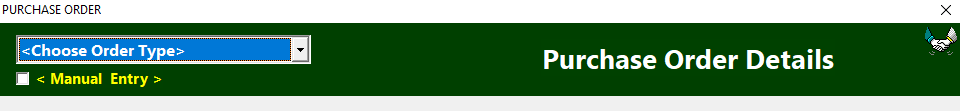 PURCHASE ORDER
<Choose Order Type>
Purchase Order Details
< Manual Entry >